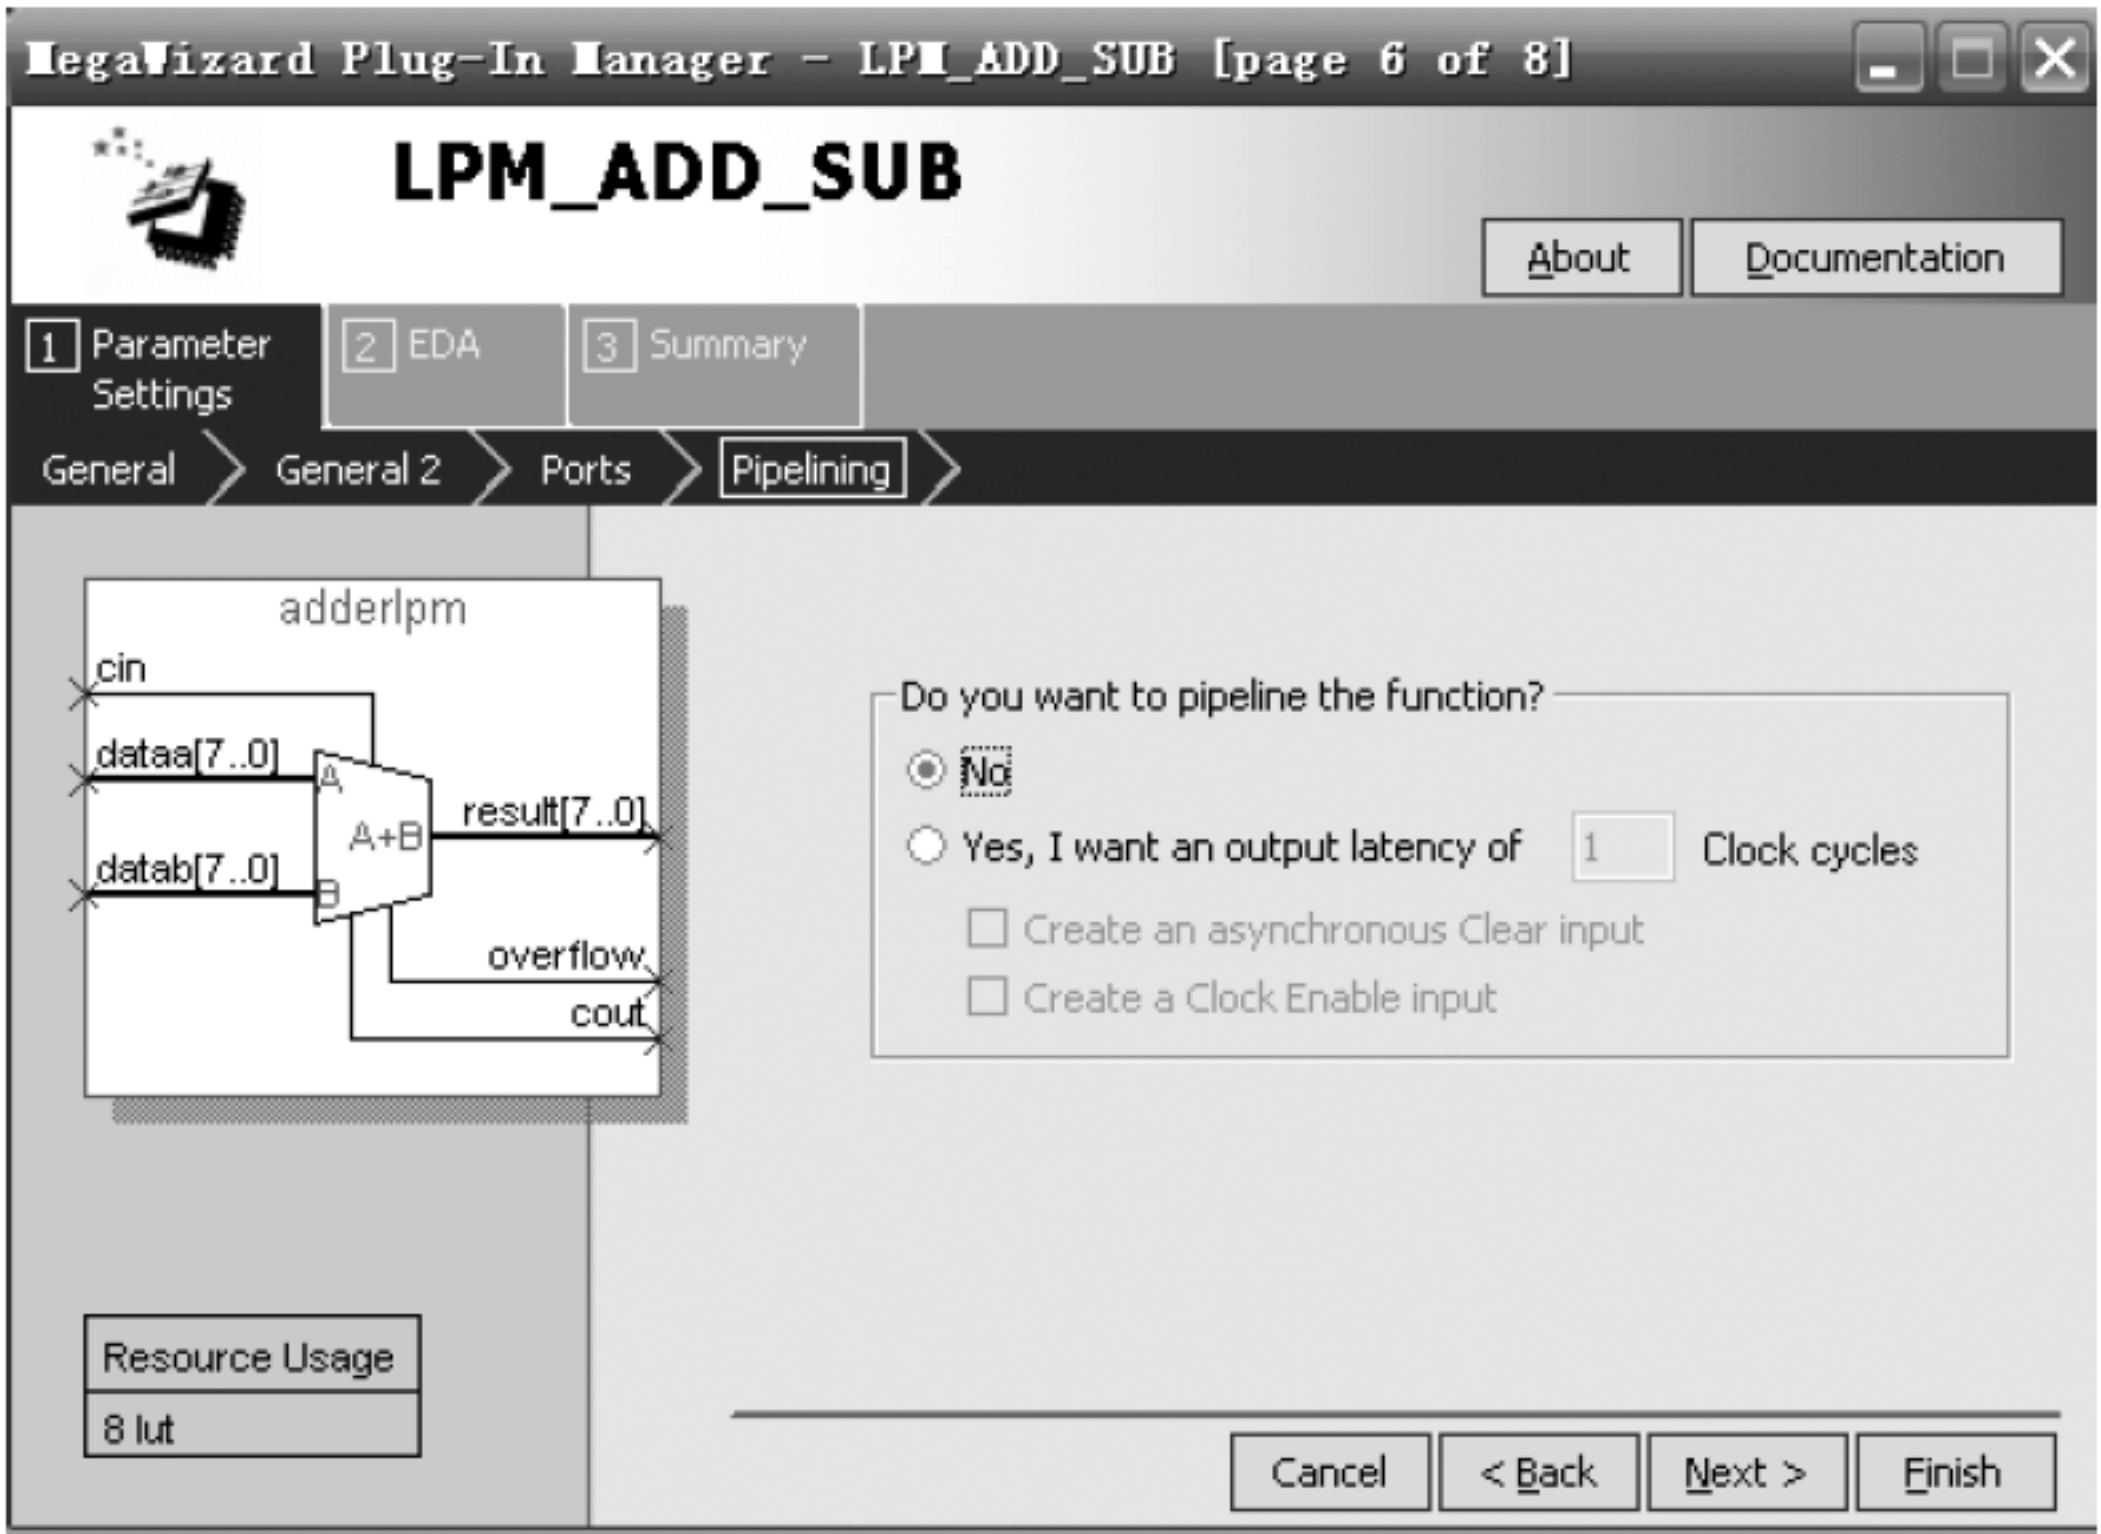 MegaWizard Plug-In Manager - LPM_ADD_SUB [page 6 of 8]
LPM_ADD_SUB
About
Documentation
1 Parameter Settings
2 EDA
3 Summary
General
General 2
Ports
Pipelining
adderlpm
cin
dataa[7..0]
A
A+B
result[7..0]
datab[7..0]
B
overflow
cout
Do you want to pipeline the function?
No
Yes, I want an output latency of 1 Clock cycles
Create an asynchronous Clear input
Create a Clock Enable input
Resource Usage
8 lut
Cancel
< Back
Next >
Finish